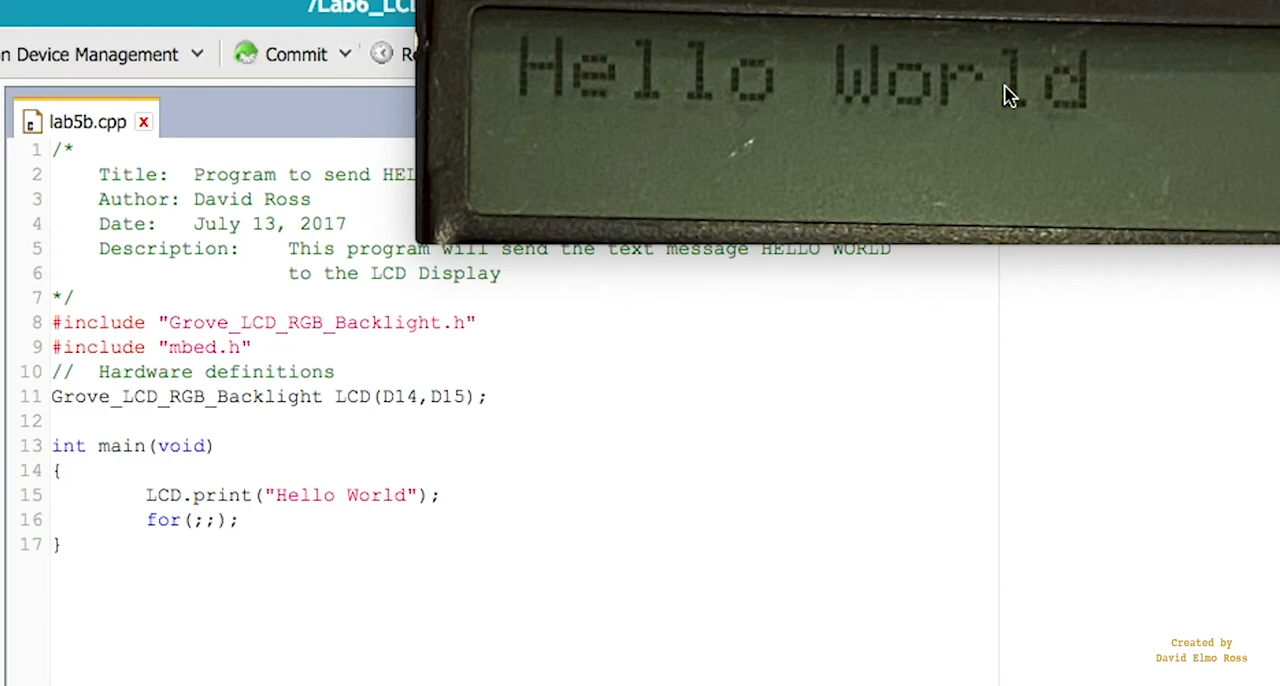 /Lab6_LCI
n Device Management
Commit
Hello World
lab5b.cpp x
1 /*
2 Title: Program to send HEL
3 Author: David Ross
4 Date: July 13, 2017
5 Description: This program will send the text message HELLO WORLD
6 to the LCD Display
7 */
8 #include "Grove_LCD_RGB_Backlight.h"
9 #include "mbed.h"
10 // Hardware definitions
11 Grove_LCD_RGB_Backlight LCD(D14,D15);
12
13 int main(void)
14 {
15 LCD.print("Hello World");
16 for(;;);
17 }
Created by
David Elmo Ross